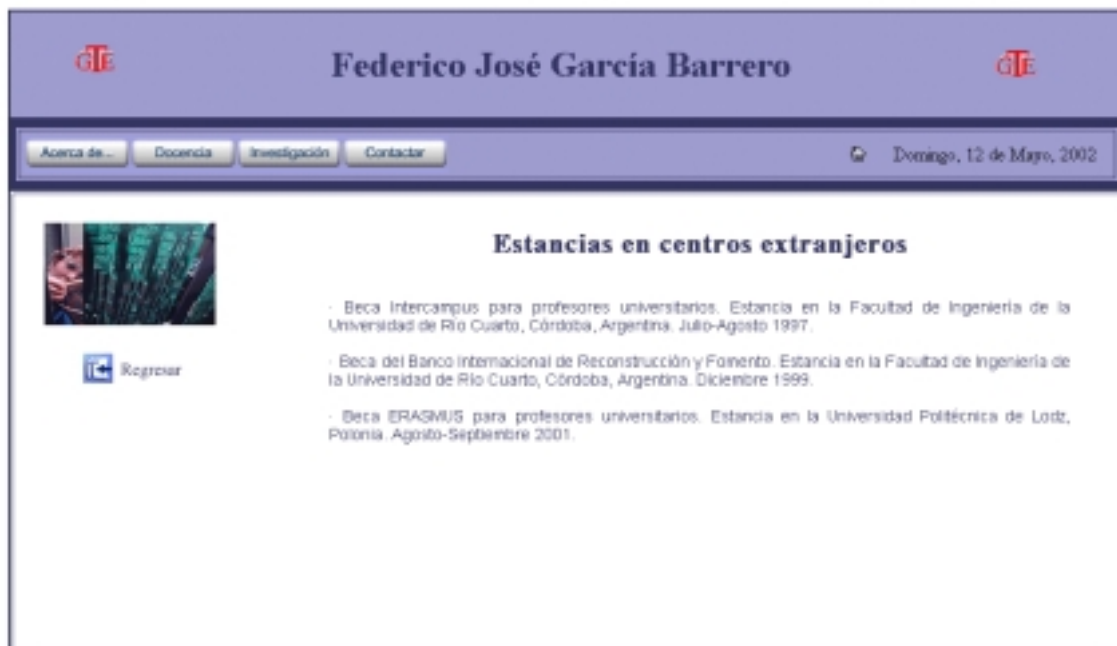 GTE Federico José García Barrero GTE
Acerca de... Docencia Investigación Contactar Domingo, 12 de Mayo, 2002
Estancias en centros extranjeros
· Beca Intercampus para profesores universitarios. Estancia en la Facultad de Ingeniería de la
Universidad de Río Cuarto, Córdoba, Argentina. Julio-Agosto 1997.
Regresar
· Beca del Banco Internacional de Reconstrucción y Fomento. Estancia en la Facultad de Ingeniería de
la Universidad de Río Cuarto, Córdoba, Argentina. Diciembre 1999.
· Beca ERASMUS para profesores universitarios. Estancia en la Universidad Politécnica de Lodz,
Polonia. Agosto-Septiembre 2001.